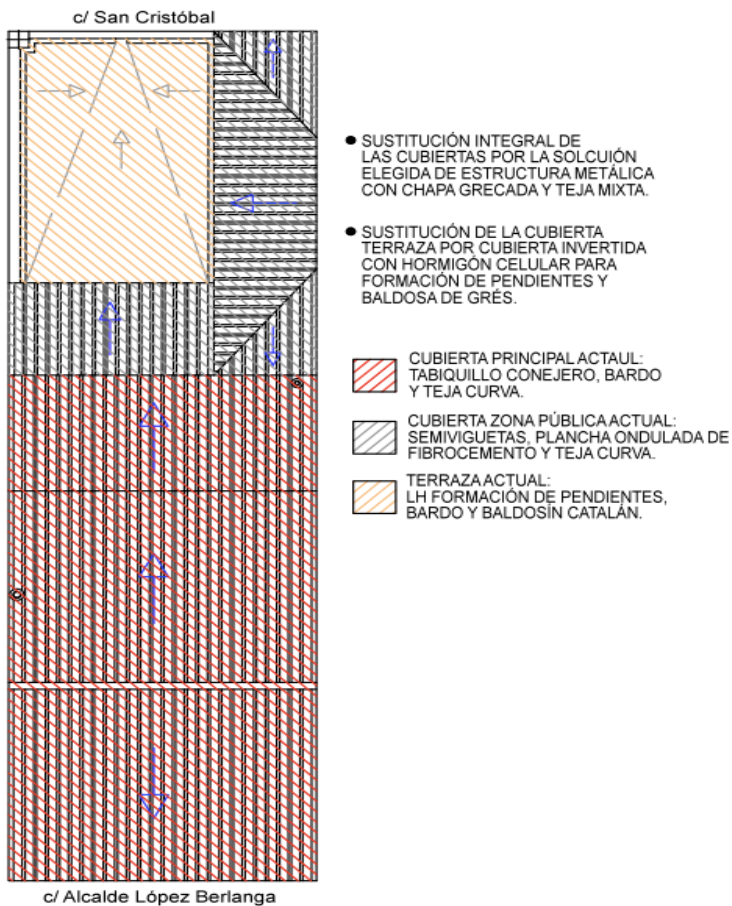 c/ San Cristóbal
SUSTITUCIÓN INTEGRAL DE
LAS CUBIERTAS POR LA SOLCUIÓN
ELEGIDA DE ESTRUCTURA METÁLICA
CON CHAPA GRECADA Y TEJA MIXTA.
SUSTITUCIÓN DE LA CUBIERTA
TERRAZA POR CUBIERTA INVERTIDA
CON HORMIGÓN CELULAR PARA
FORMACIÓN DE PENDIENTES Y
BALDOSA DE GRÉS.
CUBIERTA PRINCIPAL ACTAUL:
TABIQUILLO CONEJERO, BARDO
Y TEJA CURVA.
CUBIERTA ZONA PÚBLICA ACTUAL:
SEMIVIGUETAS, PLANCHA ONDULADA DE
FIBROCEMENTO Y TEJA CURVA.
TERRAZA ACTUAL:
LH FORMACIÓN DE PENDIENTES,
BARDO Y BALDOSÍN CATALÁN.
c/ Alcalde López Berlanga